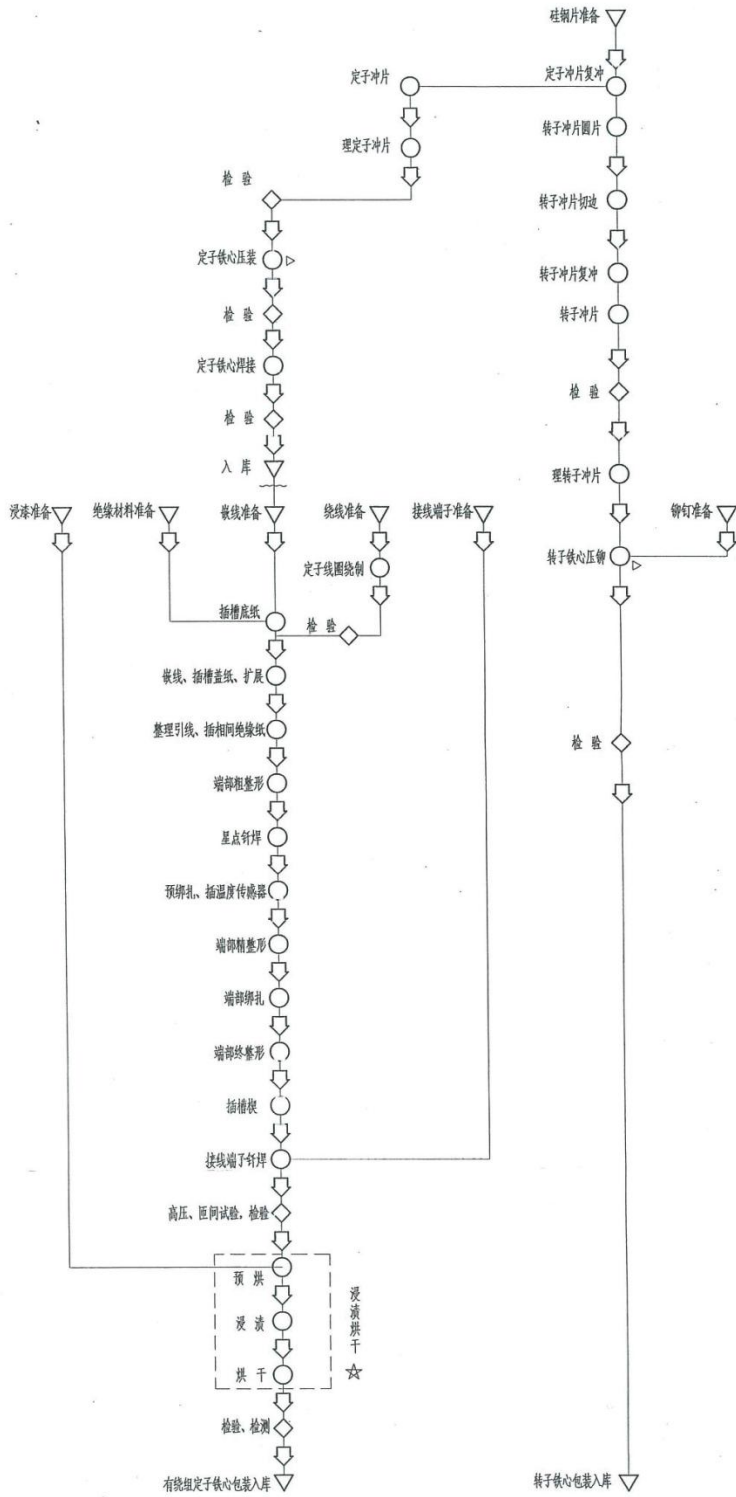 硅钢片准备
定子冲片
定子冲片复冲
转子冲片圆片
理定子冲片
检 验
转子冲片切边
定子铁心压装
转子冲片复冲
检 验
转子冲片
定子铁心焊接
检 验
检 验
入 库
理转子冲片
浸漆准备
绝缘材料准备
嵌线准备
绕线准备
接线端子准备
铆钉准备
转子铁心压铆
定子线圈绕制
插槽底纸
检 验
嵌线、插槽盖纸、扩展
整理引线、插相间绝缘纸
检 验
端部粗整形
星点钎焊
预绑扎、插温度传感器
端部精整形
端部绑扎
端部终整形
插槽楔
接线端子钎焊
高压、匝间试验，检验
预 烘
浸渍烘干
浸 渍
烘 干
检验、检测
有绕组定子铁心包装入库
转子铁心包装入库